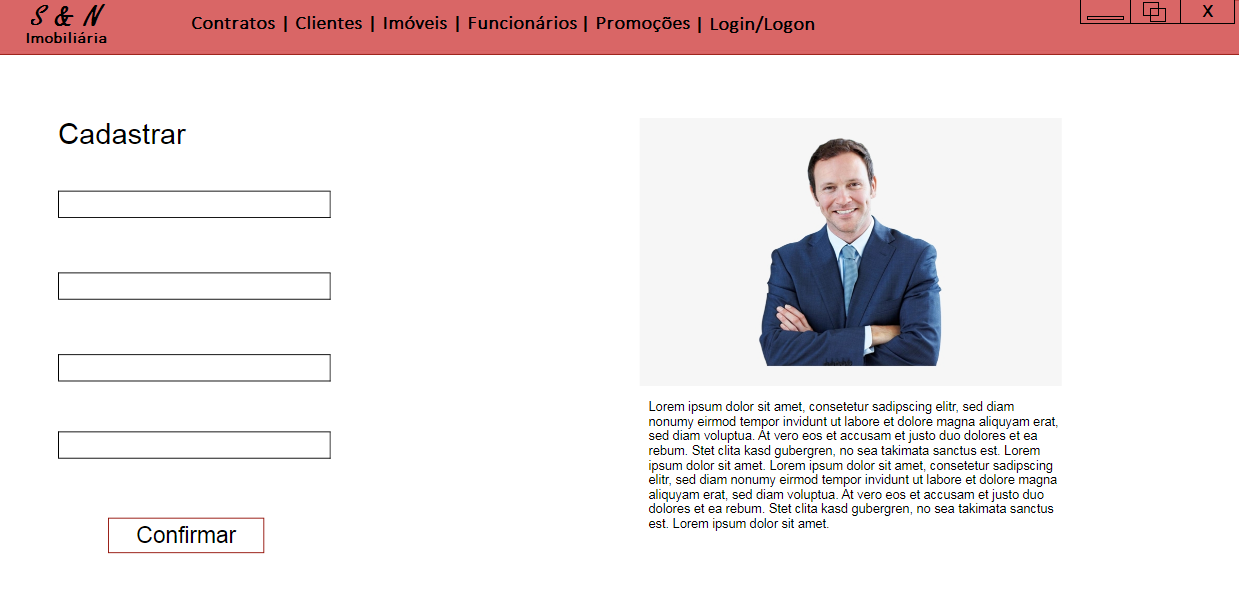 S & N
Imobiliária
Contratos | Clientes | Imóveis | Funcionários | Promoções | Login/Logon
X
Cadastrar
Confirmar
Lorem ipsum dolor sit amet, consetetur sadipscing elitr, sed diam
nonumy eirmod tempor invidunt ut labore et dolore magna aliquyam erat,
sed diam voluptua. At vero eos et accusam et justo duo dolores et ea
rebum. Stet clita kasd gubergren, no sea takimata sanctus est. Lorem
ipsum dolor sit amet. Lorem ipsum dolor sit amet, consetetur sadipscing
elitr, sed diam nonumy eirmod tempor invidunt ut labore et dolore magna
aliquyam erat, sed diam voluptua. At vero eos et accusam et justo duo
dolores et ea rebum. Stet clita kasd gubergren, no sea takimata sanctus
est. Lorem ipsum dolor sit amet.